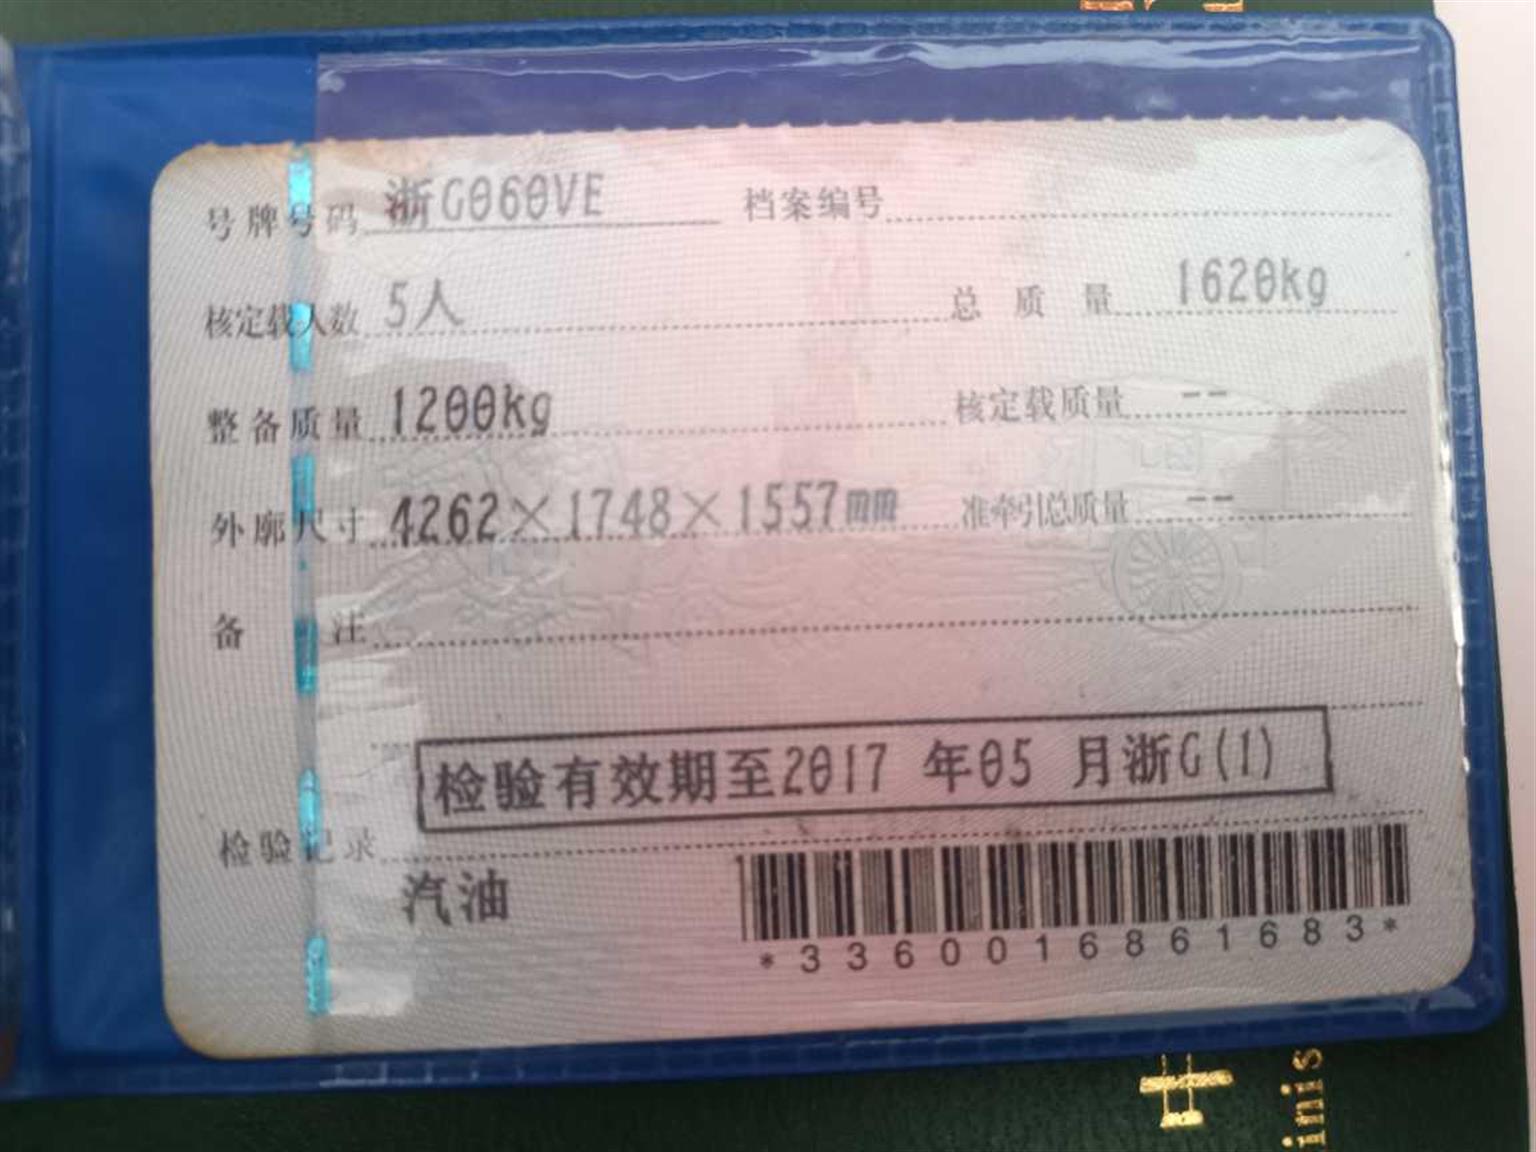 号牌号码 浙G060VE 档案编号
核定载人数 5人 总质量 1620kg
整备质量 1200kg 核定载质量 --
外廓尺寸 4262×1748×1557mm 准牵引总质量 --
备注
检验有效期至2017 年05 月浙G(1)
检验记录
汽油
*3360016861683*
inis